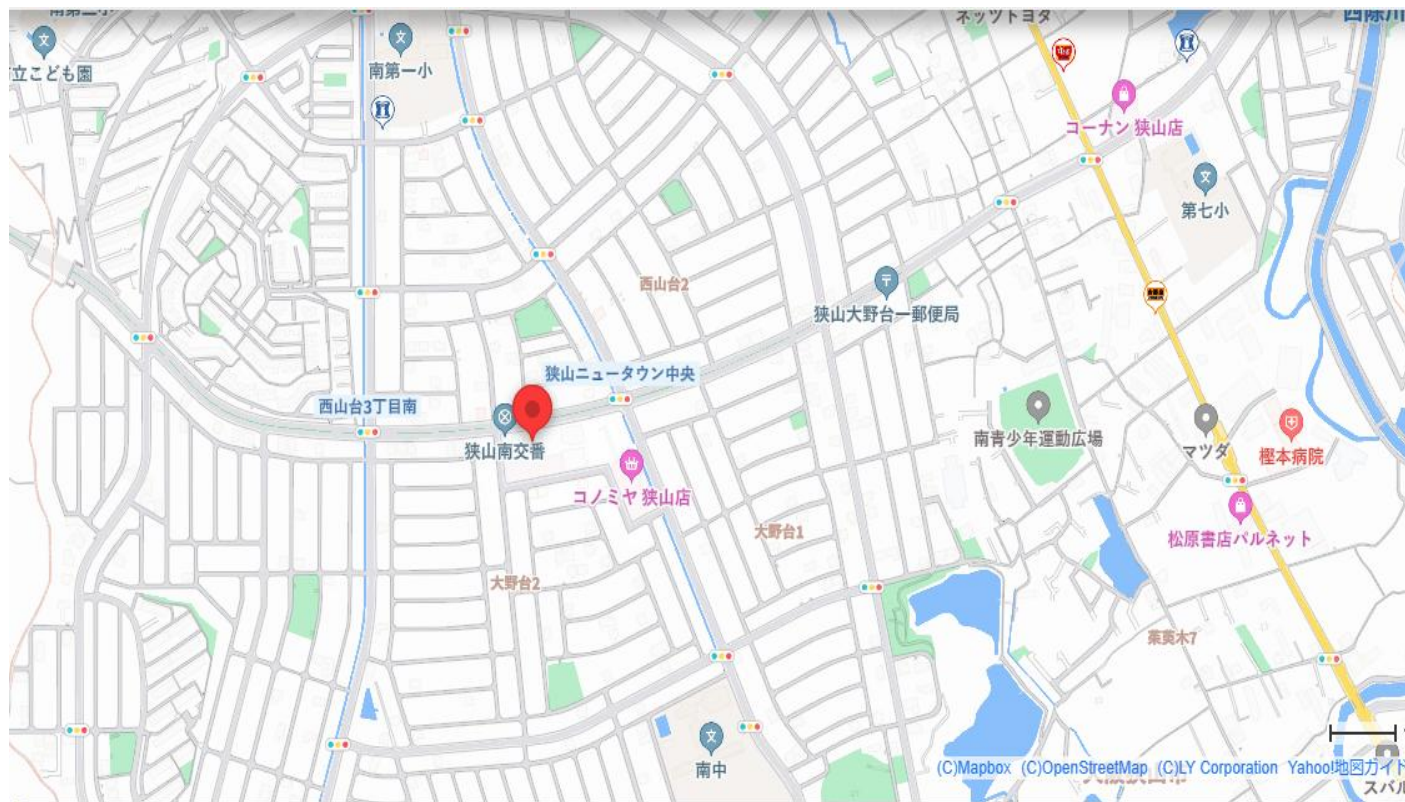 ネッツトヨタ
西除川
南第三小
立こども園
南第一小
コーナン 狭山店
第七小
西山台2
狭山大野台一郵便局
狭山ニュータウン中央
西山台3丁目南
狭山南交番
コノミヤ 狭山店
南青少年運動広場
マツダ
樫本病院
松原書店パルネット
大野台1
大野台2
茱萸木7
南中
(C)Mapbox (C)OpenStreetMap (C)LY Corporation Yahoo!地図ガイド
スバル